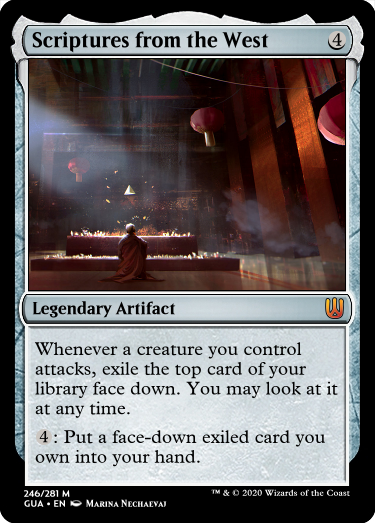 Scriptures from the West 4
Legendary Artifact
Whenever a creature you control
attacks, exile the top card of your
library face down. You may look at it
at any time.
4: Put a face-down exiled card you
own into your hand.
246/281 M
GUA • EN Marina Nechaevaj
™ & © 2020 Wizards of the Coast